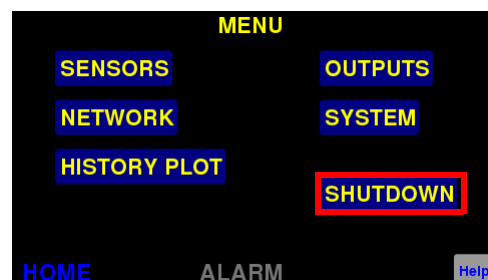 MENU
SENSORS OUTPUTS
NETWORK SYSTEM
HISTORY PLOT
SHUTDOWN
HOME ALARM Help